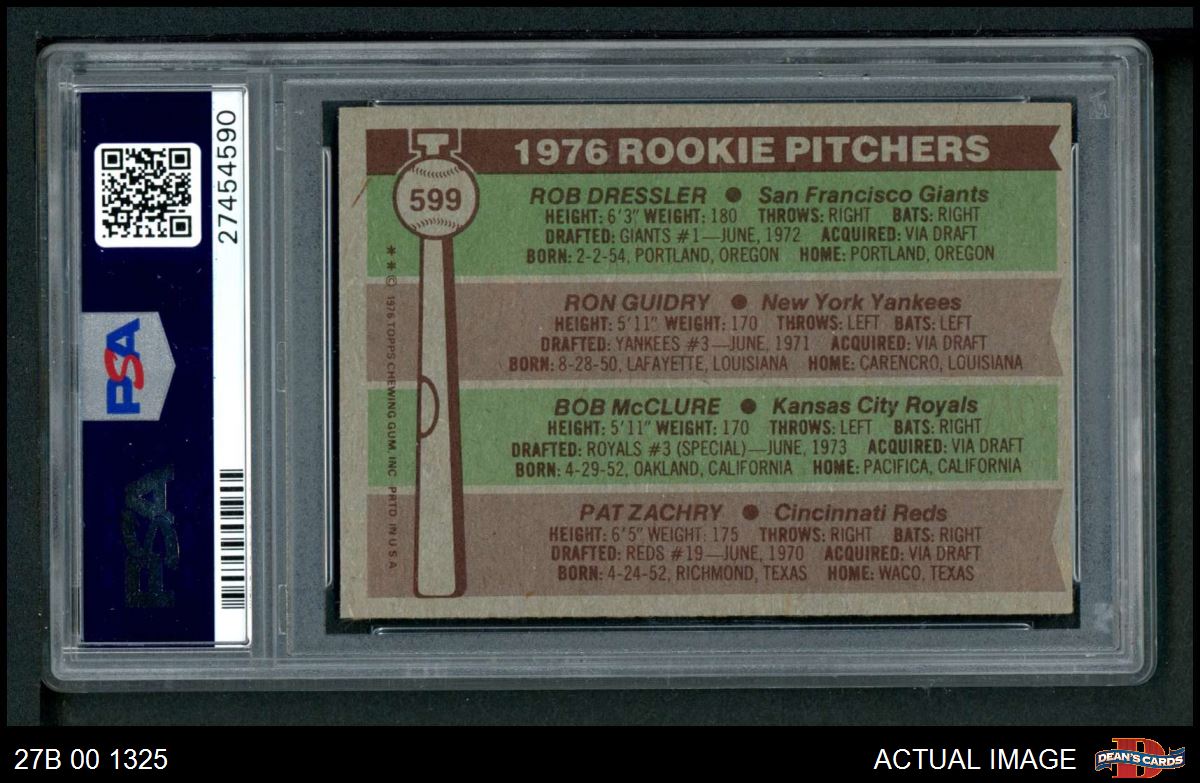 27454590
PSA
PSA
1976 ROOKIE PITCHERS
599
ROB DRESSLER ● San Francisco Giants
HEIGHT: 6'3" WEIGHT: 180 THROWS: RIGHT BATS: RIGHT
DRAFTED: GIANTS #1—JUNE, 1972 ACQUIRED: VIA DRAFT
BORN: 2-2-54, PORTLAND, OREGON HOME: PORTLAND, OREGON
RON GUIDRY ● New York Yankees
HEIGHT: 5'11" WEIGHT: 170 THROWS: LEFT BATS: LEFT
DRAFTED: YANKEES #3—JUNE, 1971 ACQUIRED: VIA DRAFT
BORN: 8-28-50, LAFAYETTE, LOUISIANA HOME: CARENCRO, LOUISIANA
BOB McCLURE ● Kansas City Royals
HEIGHT: 5'11" WEIGHT: 170 THROWS: LEFT BATS: RIGHT
DRAFTED: ROYALS #3 (SPECIAL)—JUNE, 1973 ACQUIRED: VIA DRAFT
BORN: 4-29-52, OAKLAND, CALIFORNIA HOME: PACIFICA, CALIFORNIA
PAT ZACHRY ● Cincinnati Reds
HEIGHT: 6'5" WEIGHT: 175 THROWS: RIGHT BATS: RIGHT
DRAFTED: REDS #19—JUNE, 1970 ACQUIRED: VIA DRAFT
BORN: 4-24-52, RICHMOND, TEXAS HOME: WACO, TEXAS
* * © 1976 TOPPS CHEWING GUM, INC. PRTD. IN U.S.A.
27B 00 1325
ACTUAL IMAGE
D
DEAN'S CARDS